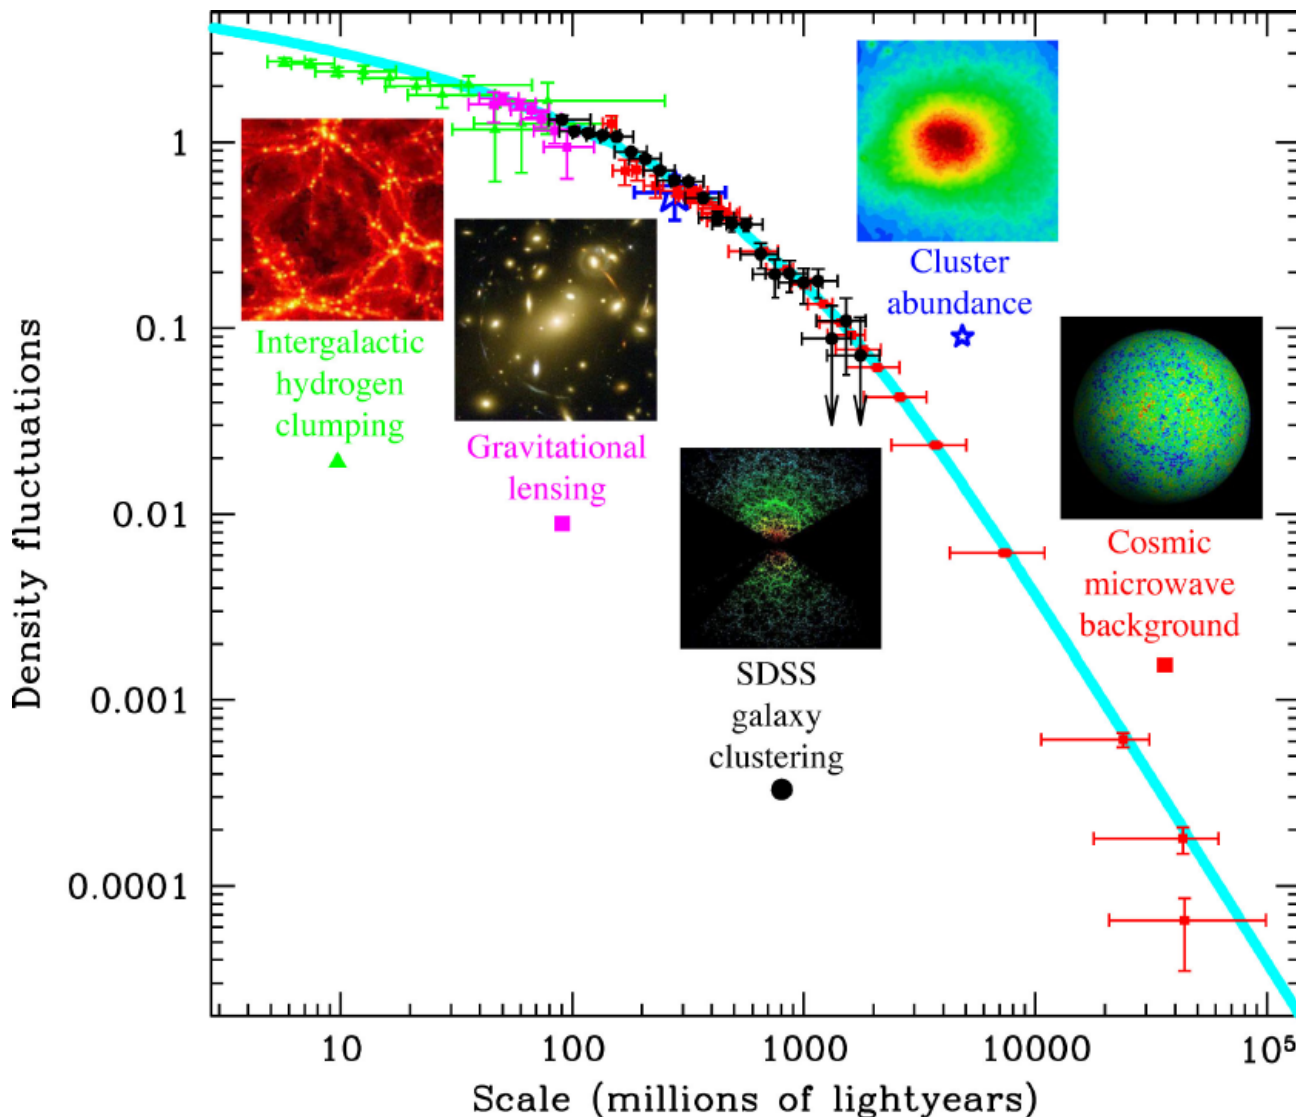 1
0.1
0.01
0.001
0.0001
Density fluctuations
Intergalactic
hydrogen
clumping
Gravitational
lensing
Cluster
abundance
SDSS
galaxy
clustering
Cosmic
microwave
background
10
100
1000
10000
10⁵
Scale (millions of lightyears)